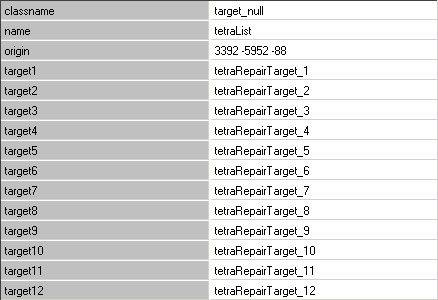 classname target_null
name tetraList
origin 3392 -5952 -88
target1 tetraRepairTarget_1
target2 tetraRepairTarget_2
target3 tetraRepairTarget_3
target4 tetraRepairTarget_4
target5 tetraRepairTarget_5
target6 tetraRepairTarget_6
target7 tetraRepairTarget_7
target8 tetraRepairTarget_8
target9 tetraRepairTarget_9
target10 tetraRepairTarget_10
target11 tetraRepairTarget_11
target12 tetraRepairTarget_12